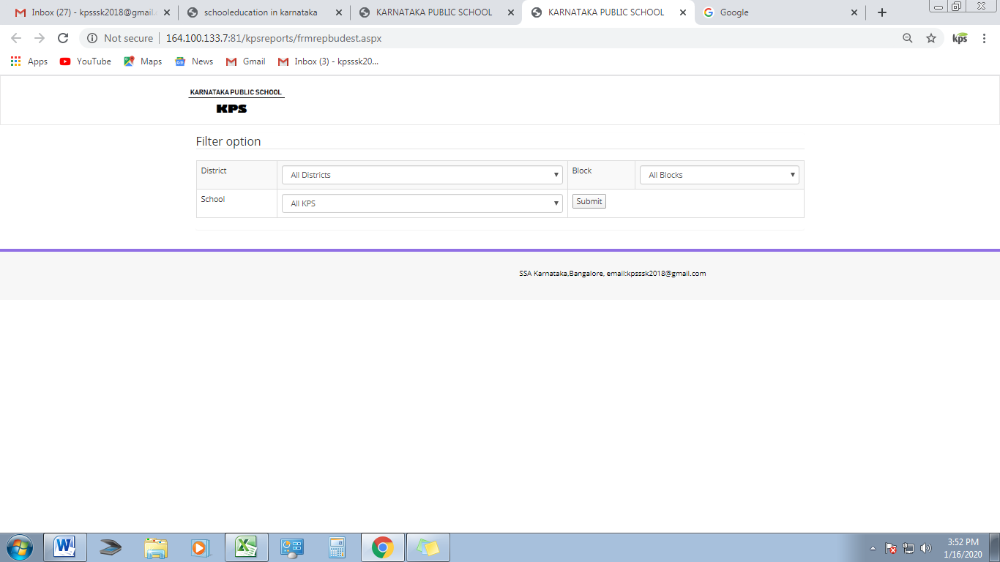 Inbox (27) - kpsssk2018@gmail.c
schooleducation in karnataka
KARNATAKA PUBLIC SCHOOL
KARNATAKA PUBLIC SCHOOL
Google
Not secure
164.100.133.7:81/kpsreports/frmrepbudest.aspx
kps
Apps
YouTube
Maps
News
Gmail
Inbox (3) - kpsssk20...
KARNATAKA PUBLIC SCHOOL
KPS
Filter option
District
All Districts
Block
All Blocks
School
All KPS
Submit
SSA Karnataka,Bangalore, email:kpsssk2018@gmail.com
3:52 PM
1/16/2020